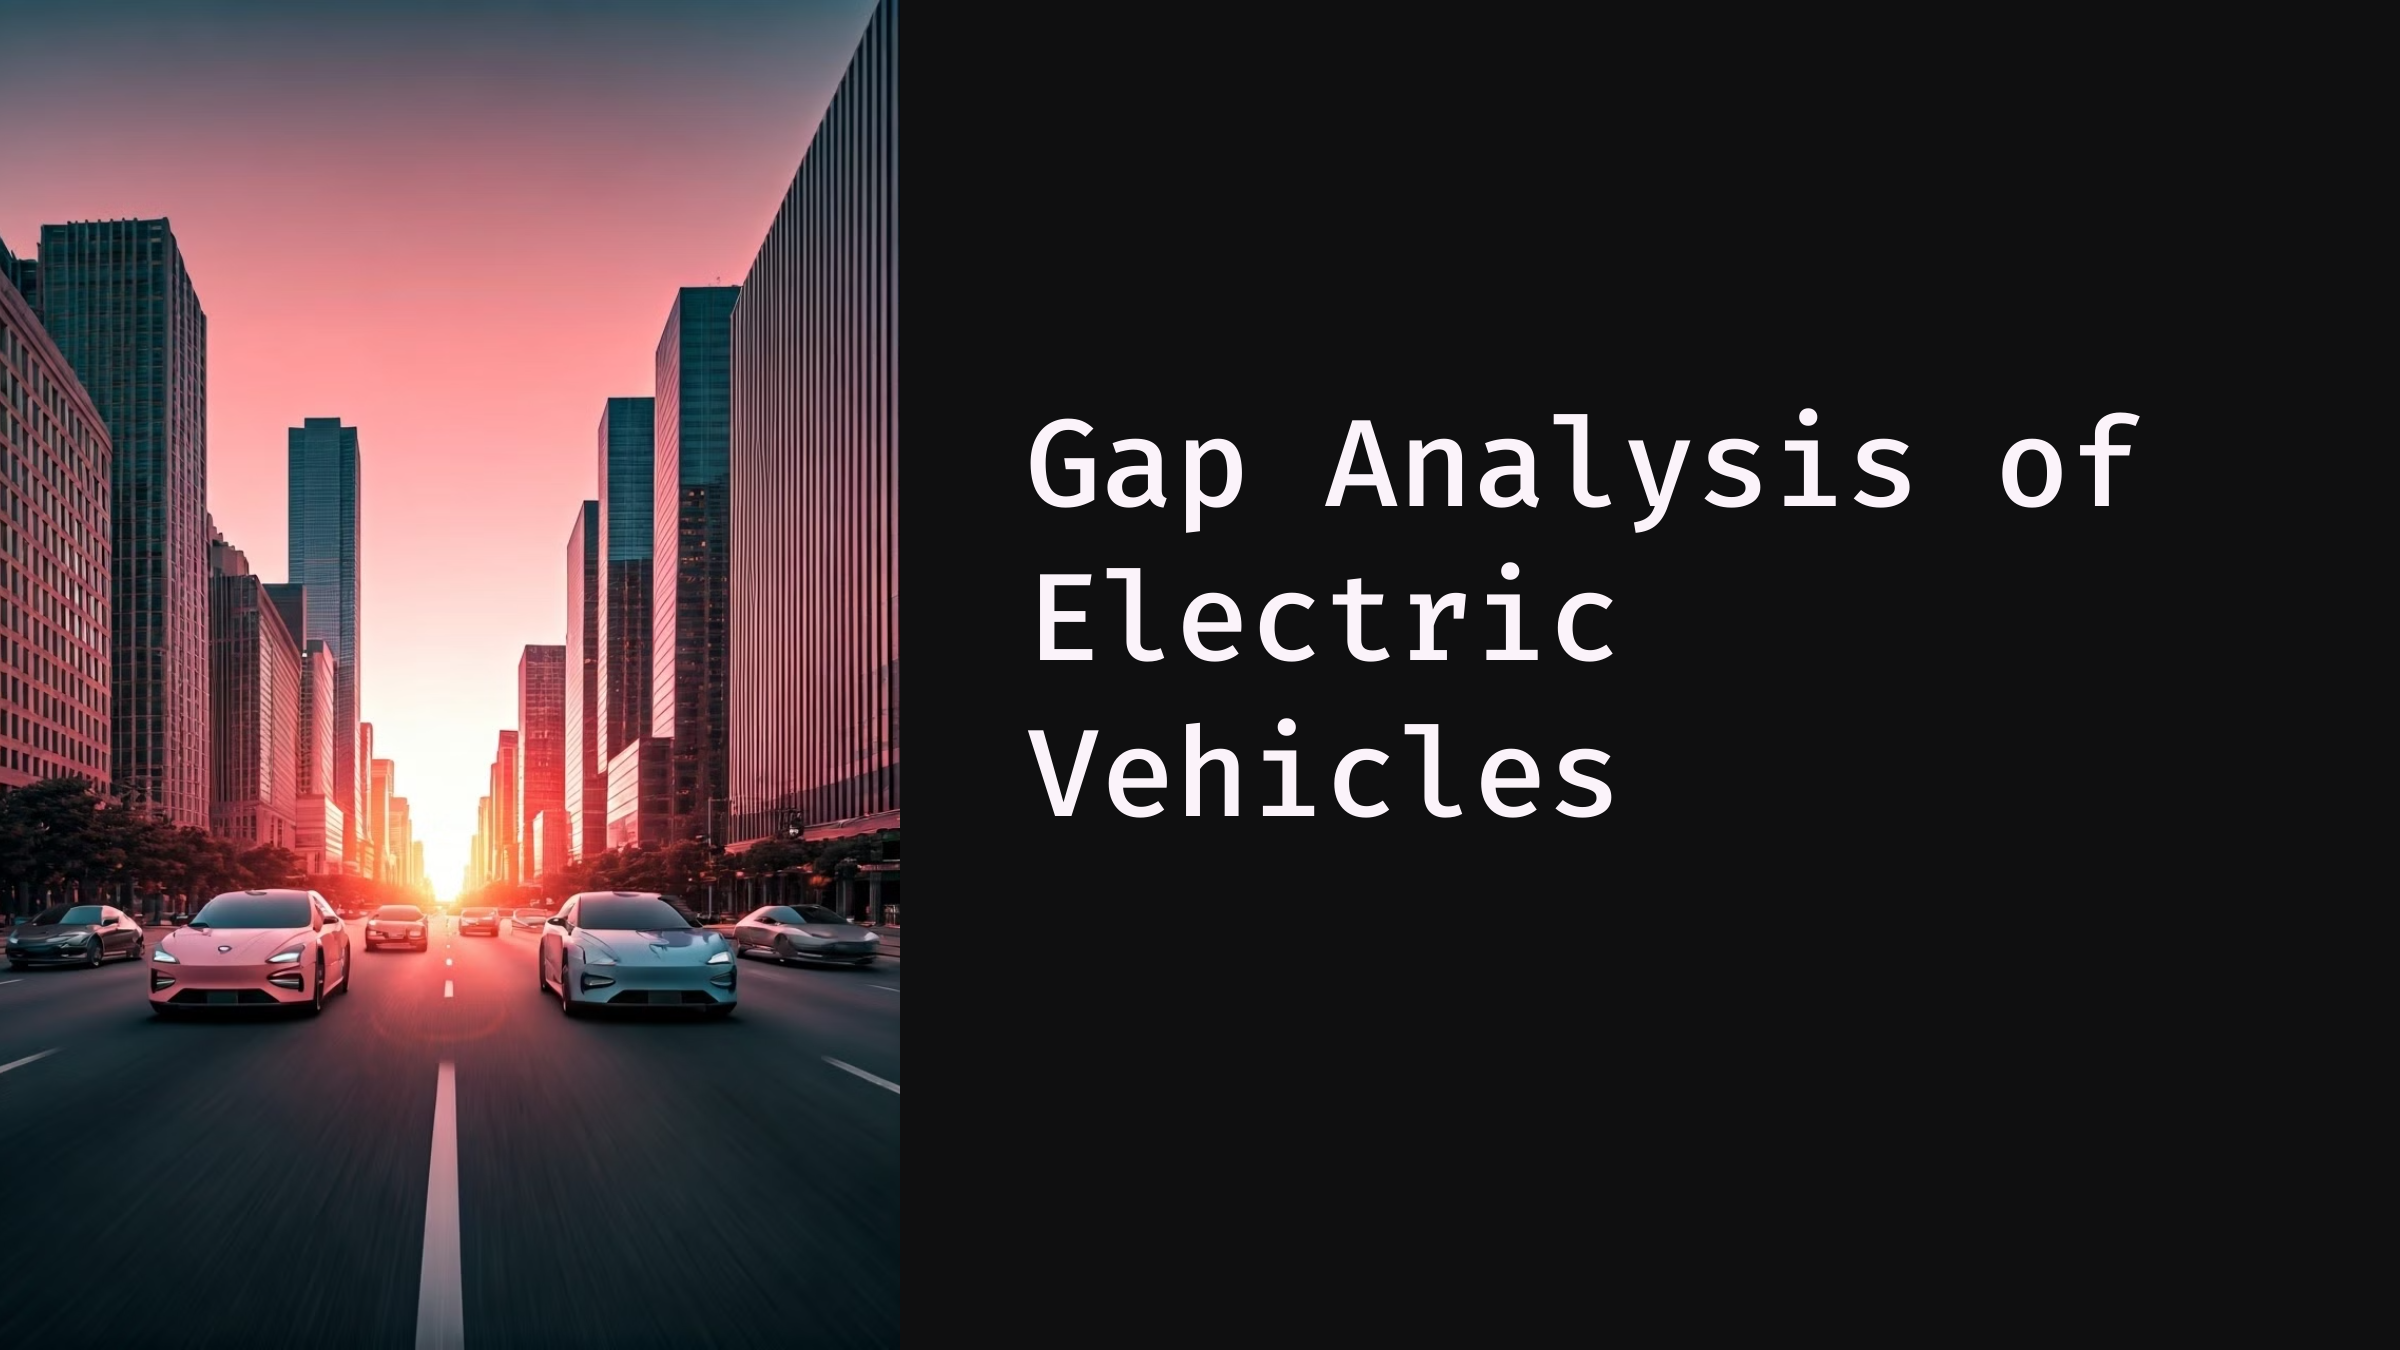 Gap Analysis of
Electric
Vehicles